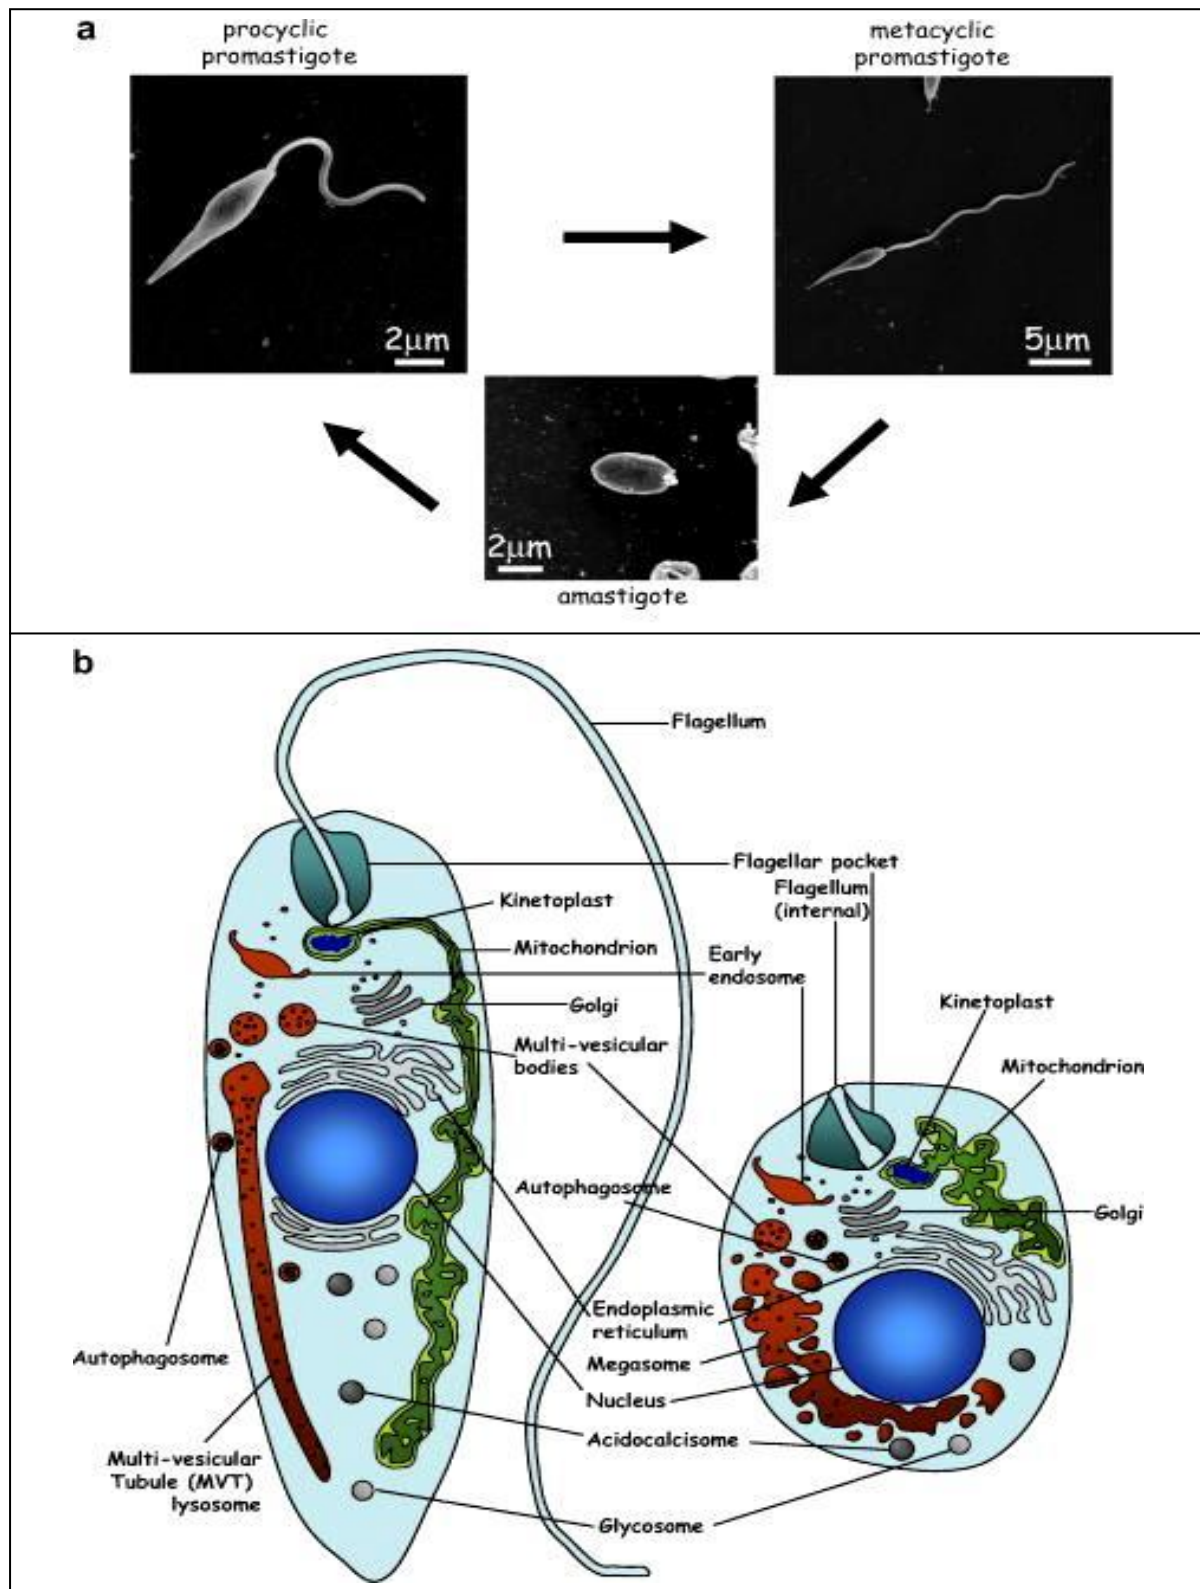 a
procyclic
promastigote
metacyclic
promastigote
2μm
5μm
2μm
amastigote
b
Flagellum
Flagellar pocket
Flagellum
(internal)
Kinetoplast
Mitochondrion
Early
endosome
Golgi
Kinetoplast
Multi-vesicular
bodies
Mitochondrion
Autophagosome
Golgi
Endoplasmic
reticulum
Autophagosome
Megasome
Nucleus
Acidocalcisome
Multi-vesicular
Tubule (MVT)
lysosome
Glycosome